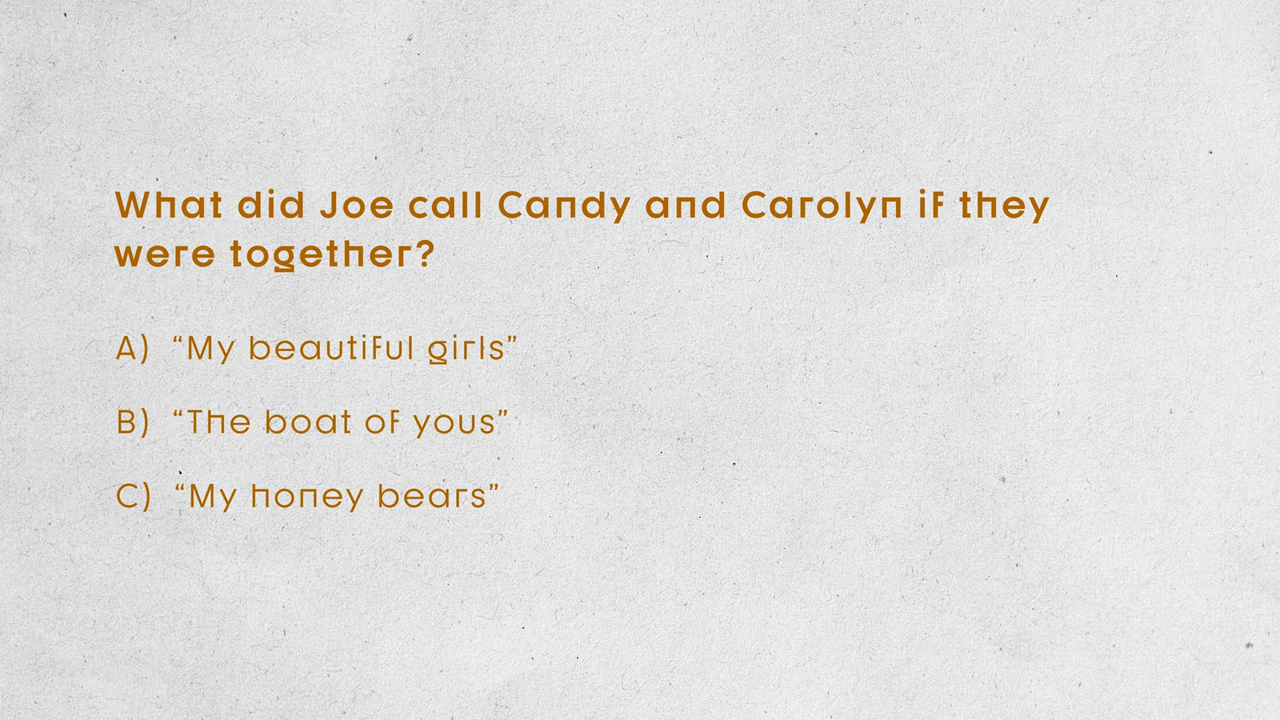 What did Joe call Candy and Carolyn if they
were together?
A) “My beautiful girls”
B) “The boat of yous”
C) “My honey bears”